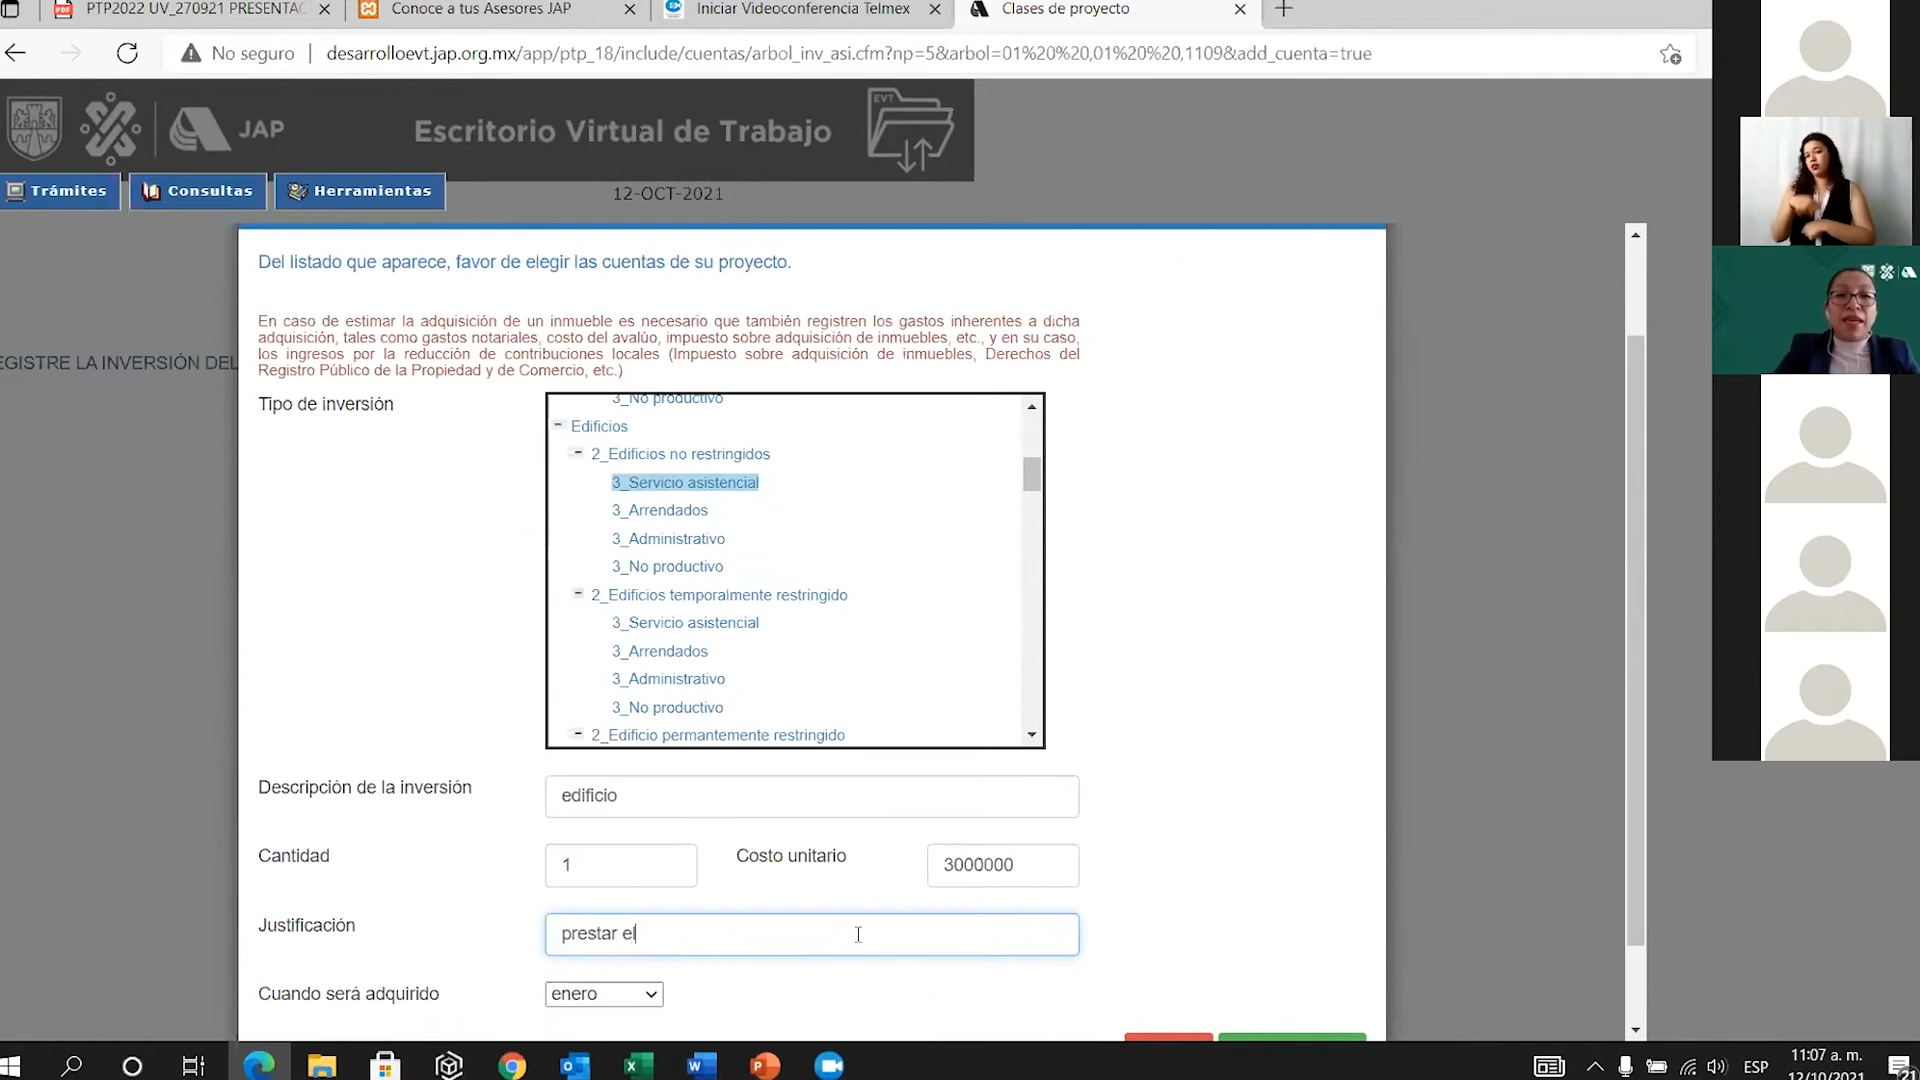 PTP2022 UV_270921 PRESENTAC
Conoce a tus Asesores JAP
Iniciar Videoconferencia Telmex
Clases de proyecto
No seguro
desarrolloevt.jap.org.mx/app/ptp_18/include/cuentas/arbol_inv_asi.cfm?np=5&arbol=01%20%20,01%20%20,1109&add_cuenta=true
JAP
Escritorio Virtual de Trabajo
EVT
Trámites
Consultas
Herramientas
12-OCT-2021
EGISTRE LA INVERSIÓN DEL
Del listado que aparece, favor de elegir las cuentas de su proyecto.
En caso de estimar la adquisición de un inmueble es necesario que también registren los gastos inherentes a dicha
adquisición, tales como gastos notariales, costo del avalúo, impuesto sobre adquisición de inmuebles, etc., y en su caso,
los ingresos por la reducción de contribuciones locales (Impuesto sobre adquisición de inmuebles, Derechos del
Registro Público de la Propiedad y de Comercio, etc.)
Tipo de inversión
3_No productivo
Edificios
2_Edificios no restringidos
3_Servicio asistencial
3_Arrendados
3_Administrativo
3_No productivo
2_Edificios temporalmente restringido
3_Servicio asistencial
3_Arrendados
3_Administrativo
3_No productivo
2_Edificio permantemente restringido
Descripción de la inversión
edificio
Cantidad
1
Costo unitario
3000000
Justificación
prestar el
Cuando será adquirido
enero
ESP
11:07 a. m.
12/10/2021
21